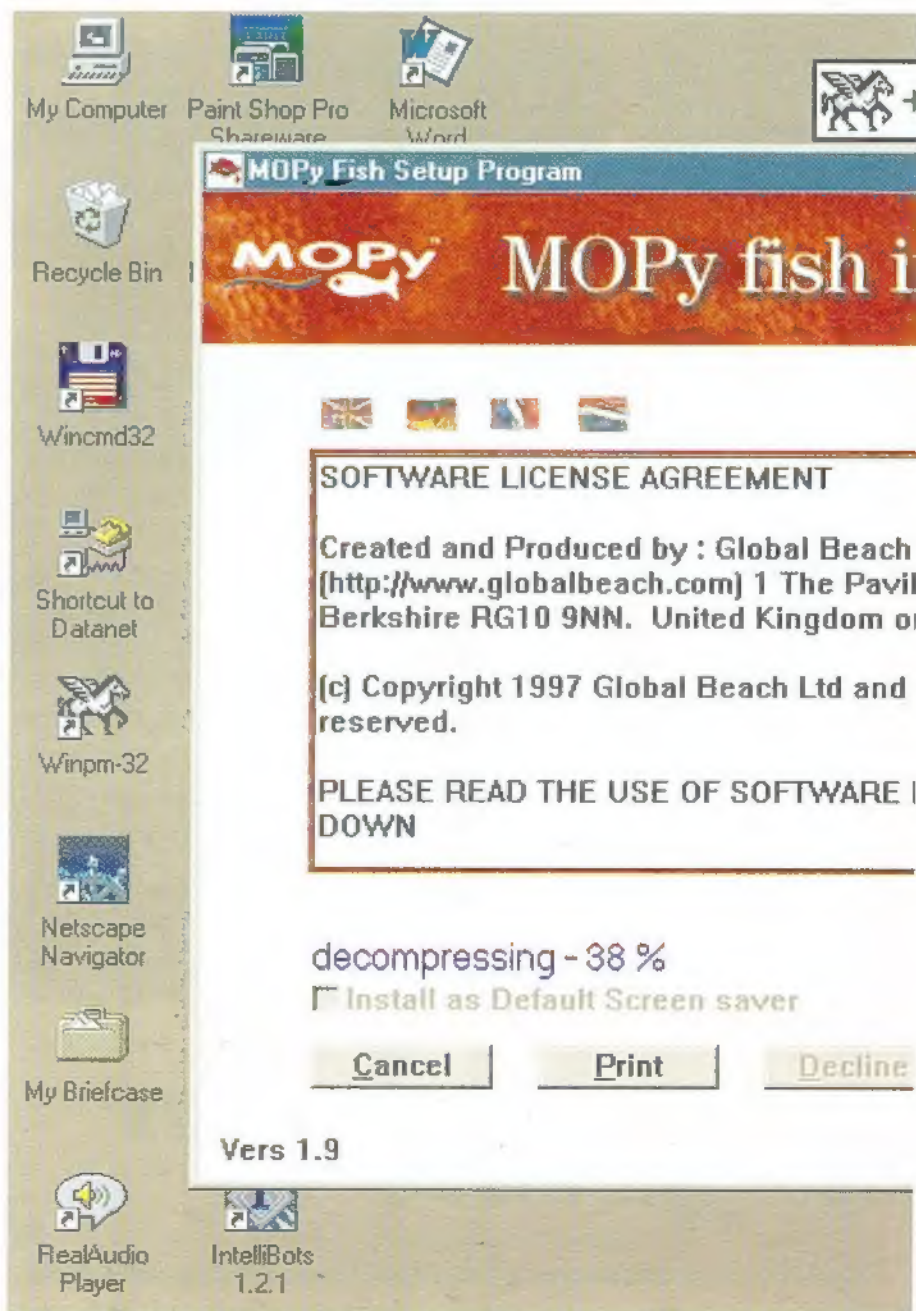 My Computer
Paint Shop Pro
Shareware
Microsoft
Word
MOPy Fish Setup Program
MOPy
MOPy fish
Recycle Bin
Wincmd32
SOFTWARE LICENSE AGREEMENT
Created and Produced by : Global Beach
(http://www.globalbeach.com) 1 The
Berkshire RG10 9NN. United Kingdom
(c) Copyright 1997 Global Beach Ltd and
reserved.
PLEASE READ THE USE OF SOFTWARE
DOWN
Shortcut to
Datanet
Winpm-32
Netscape
Navigator
decompressing - 38 %
Install as Default Screen saver
Cancel
Print
Decline
My Briefcase
Vers 1.9
RealAudio
Player
IntelliBots
1.2.1